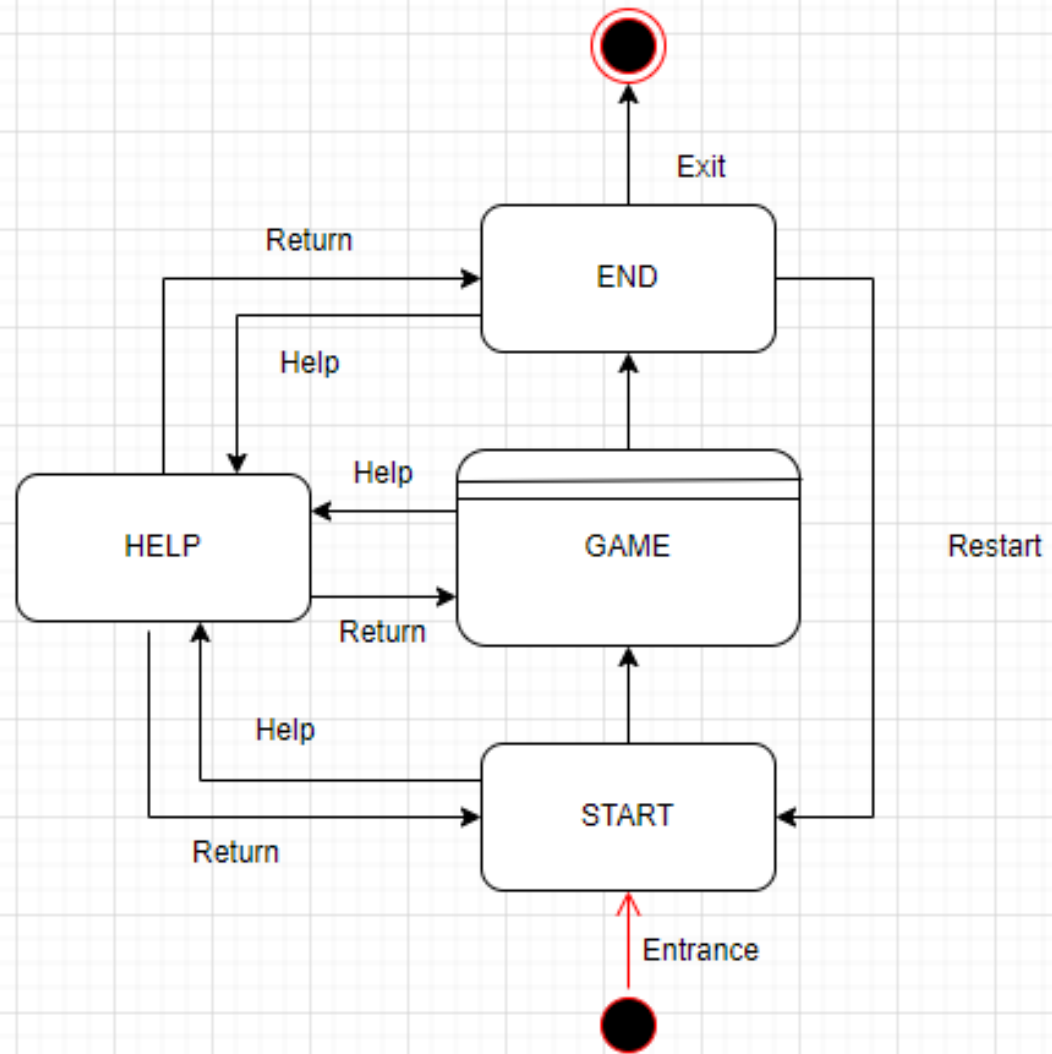 Exit
Return
END
Help
Help
HELP
GAME
Restart
Return
Help
START
Return
Entrance